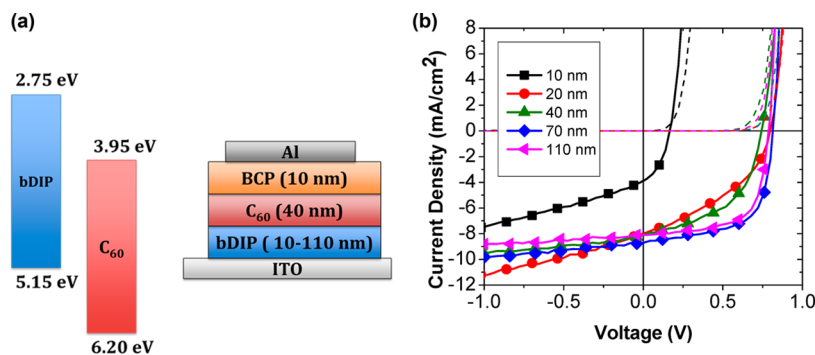 (a)
2.75 eV
bDIP
5.15 eV
3.95 eV
C₆₀
6.20 eV
Al
BCP (10 nm)
C₆₀ (40 nm)
bDIP ( 10-110 nm)
ITO
(b)
Current Density (mA/cm²)
8
6
4
2
0
-2
-4
-6
-8
-10
-12
10 nm
20 nm
40 nm
70 nm
110 nm
-1.0
-0.5
0.0
0.5
1.0
Voltage (V)